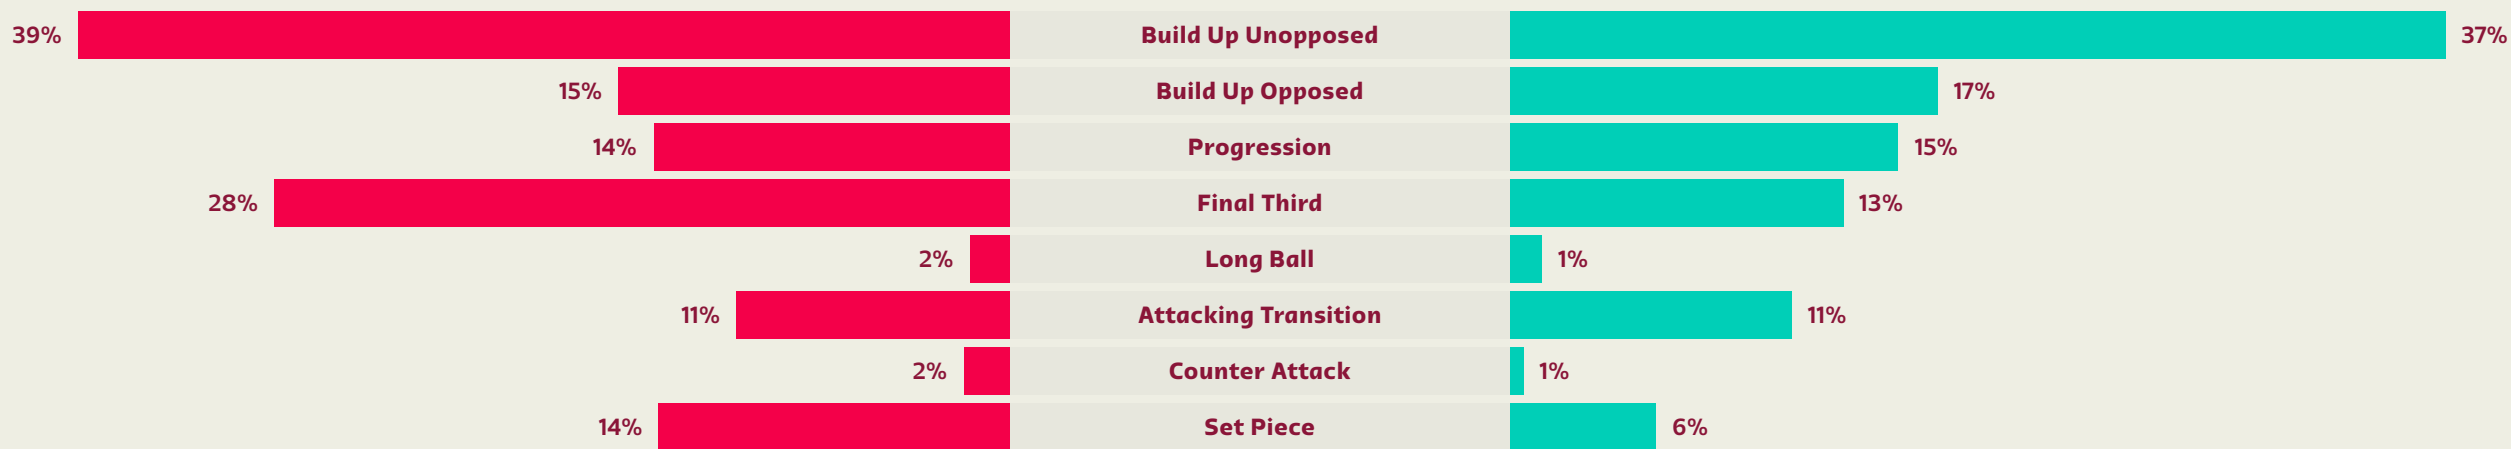 39% Build Up Unopposed 37%
15% Build Up Opposed 17%
14% Progression 15%
28% Final Third 13%
2% Long Ball 1%
11% Attacking Transition 11%
2% Counter Attack 1%
14% Set Piece 6%